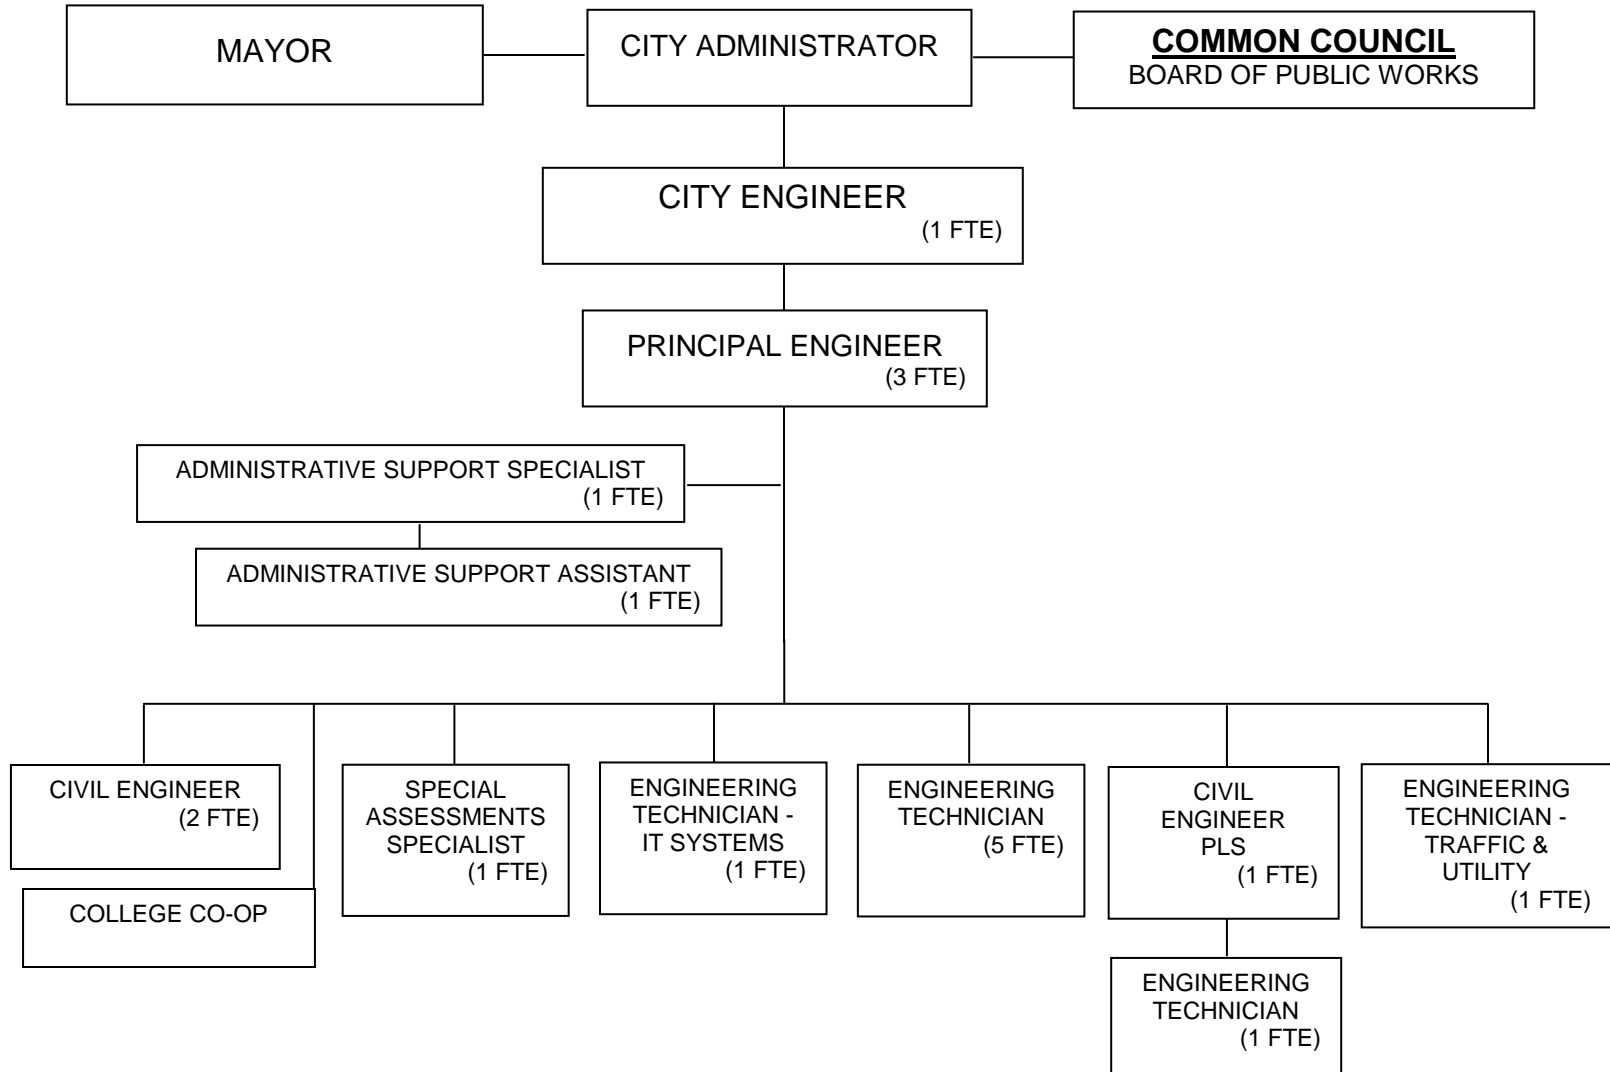 MAYOR
CITY ADMINISTRATOR
COMMON COUNCIL
BOARD OF PUBLIC WORKS
CITY ENGINEER
(1 FTE)
PRINCIPAL ENGINEER
(3 FTE)
ADMINISTRATIVE SUPPORT SPECIALIST
(1 FTE)
ADMINISTRATIVE SUPPORT ASSISTANT
(1 FTE)
CIVIL ENGINEER
(2 FTE)
COLLEGE CO-OP
SPECIAL
ASSESSMENTS
SPECIALIST
(1 FTE)
ENGINEERING
TECHNICIAN -
IT SYSTEMS
(1 FTE)
ENGINEERING
TECHNICIAN
(5 FTE)
CIVIL
ENGINEER
PLS
(1 FTE)
ENGINEERING
TECHNICIAN
(1 FTE)
ENGINEERING
TECHNICIAN -
TRAFFIC &
UTILITY
(1 FTE)